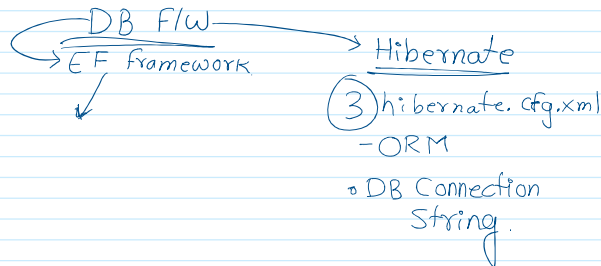 DB F/W
EF framework
Hibernate
3 hibernate.cfg.xml
- ORM
• DB Connection
String.